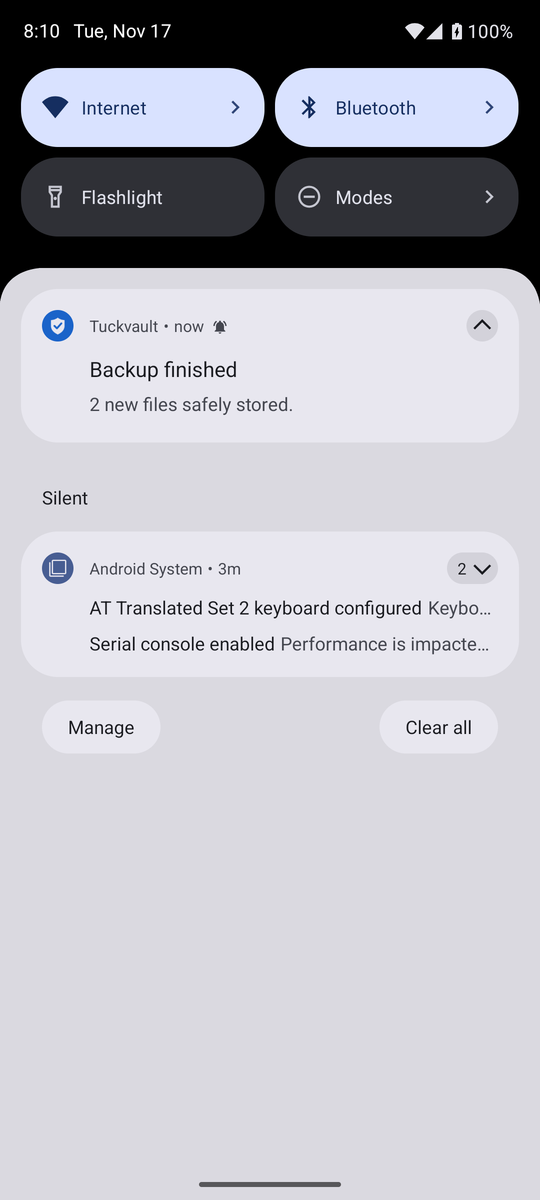 8:10 Tue, Nov 17 100%
Internet Bluetooth
Flashlight Modes
Tuckvault • now
Backup finished
2 new files safely stored.
Silent
Android System • 3m 2
AT Translated Set 2 keyboard configured Keybo…
Serial console enabled Performance is impacte…
Manage Clear all